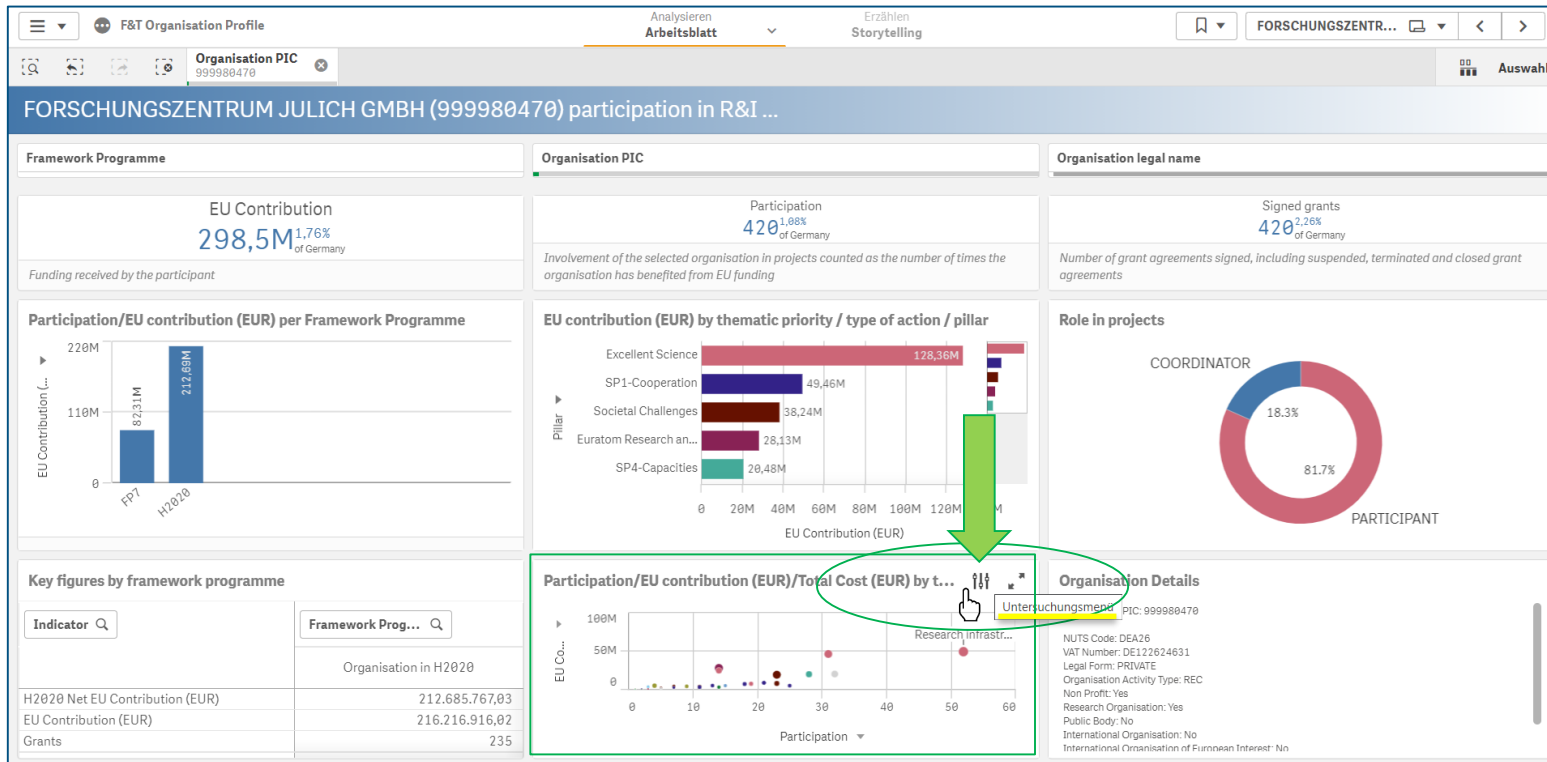 F&T Organisation Profile
Analysieren
Arbeitsblatt
Erzählen
Storytelling
FORSCHUNGSZENTR...
Organisation PIC
999980470
Auswahl
FORSCHUNGSZENTRUM JULICH GMBH (999980470) participation in R&I ...
Framework Programme
Organisation PIC
Organisation legal name
EU Contribution
298,5M 1,76%
of Germany
Funding received by the participant
Participation
420 1,08%
of Germany
Involvement of the selected organisation in projects counted as the number of times the
organisation has benefited from EU funding
Signed grants
420 2,26%
of Germany
Number of grant agreements signed, including suspended, terminated and closed grant
agreements
Participation/EU contribution (EUR) per Framework Programme
EU Contribution (...
220M
110M
0
82,31M
212,69M
FP7
H2020
EU contribution (EUR) by thematic priority / type of action / pillar
Pillar
Excellent Science
128,36M
SP1-Cooperation
49,46M
Societal Challenges
38,24M
Euratom Research an...
28,13M
SP4-Capacities
20,48M
0 20M 40M 60M 80M 100M 120M M
EU Contribution (EUR)
Role in projects
COORDINATOR
18.3%
81.7%
PARTICIPANT
Key figures by framework programme
Indicator
Framework Prog...
Organisation in H2020
H2020 Net EU Contribution (EUR) 212.685.767,03
EU Contribution (EUR) 216.216.916,02
Grants 235
Participation/EU contribution (EUR)/Total Cost (EUR) by t...
Untersuchungsmenü
EU Co...
100M
50M
0
Research infrastr...
0 10 20 30 40 50 60
Participation
Organisation Details
PIC: 999980470
NUTS Code: DEA26
VAT Number: DE122624631
Legal Form: PRIVATE
Organisation Activity Type: REC
Non Profit: Yes
Research Organisation: Yes
Public Body: No
International Organisation: No
International Organisation of European Interest: No